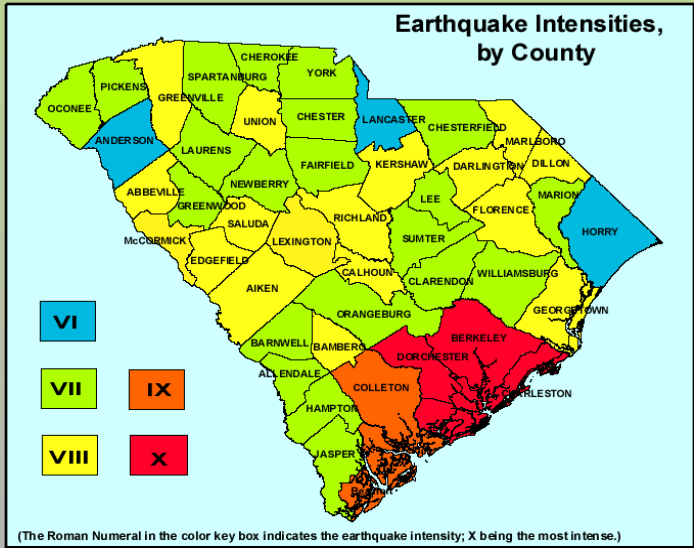 Earthquake Intensities,
by County
CHEROKEE
YORK
SPARTANBURG
PICKENS
GREENVILLE
OCONEE
UNION
CHESTER
LANCASTER
CHESTERFIELD
MARLBORO
ANDERSON
LAURENS
FAIRFIELD
KERSHAW
DARLINGTON
DILLON
ABBEVILLE
NEWBERRY
GREENWOOD
LEE
MARION
FLORENCE
SALUDA
RICHLAND
HORRY
McCORMICK
LEXINGTON
SUMTER
EDGEFIELD
CALHOUN
CLARENDON
WILLIAMSBURG
AIKEN
ORANGEBURG
GEORGETOWN
BARNWELL
BAMBERG
BERKELEY
DORCHESTER
ALLENDALE
COLLETON
CHARLESTON
HAMPTON
JASPER
Beaufort
VI
VII
IX
VIII
X
(The Roman Numeral in the color key box indicates the earthquake intensity; X being the most intense.)